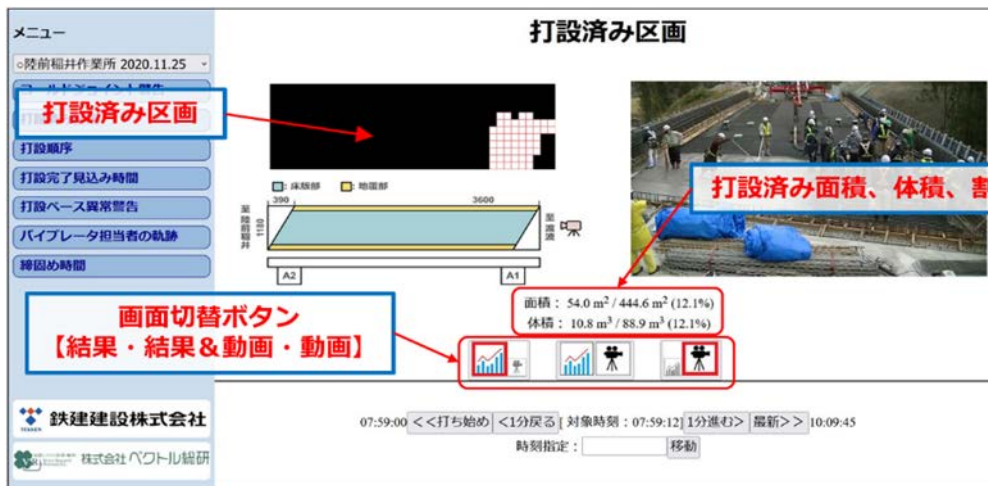 メニュー
○陸前稲井作業所 2020.11.25
打設済み区画
打設順序
打設完了見込み時間
打設ペース異常警告
バイブレータ担当者の軌跡
締固め時間
打設済み区画
:床版部 :地覆部
390 3600
1180
至陸前稲井
至渡波
A2 A1
打設済み面積、体積、割
面積： 54.0 m² / 444.6 m² (12.1%)
体積： 10.8 m³ / 88.9 m³ (12.1%)
画面切替ボタン
【結果・結果＆動画・動画】
鉄建建設株式会社
TEKKEN
株式会社ベクトル総研
07:59:00 <<打ち始め <1分戻る [ 対象時刻：07:59:12] 1分進む> 最新>> 10:09:45
時刻指定： 移動